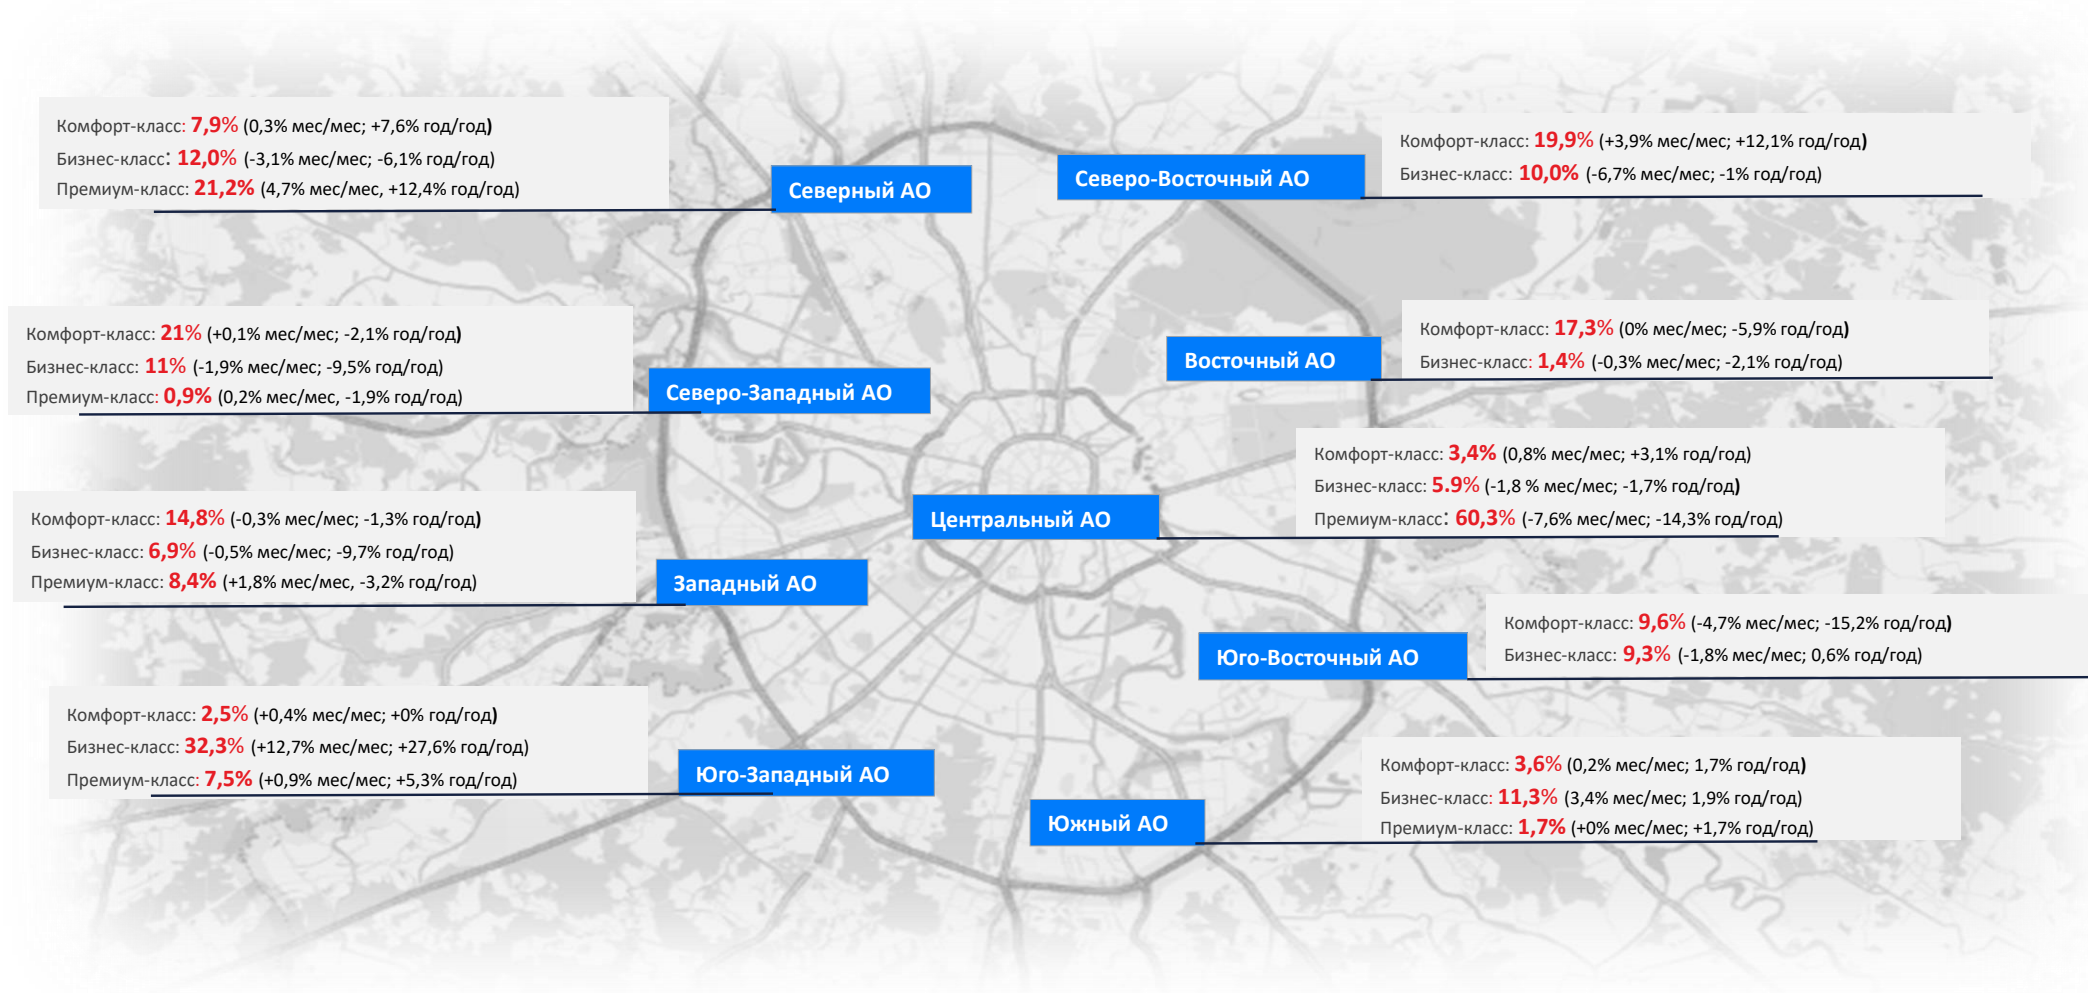 Комфорт-класс: 7,9% (0,3% мес/мес; +7,6% год/год)
Бизнес-класс: 12,0% (-3,1% мес/мес; -6,1% год/год)
Премиум-класс: 21,2% (4,7% мес/мес, +12,4% год/год)
Северный АО
Северо-Восточный АО
Комфорт-класс: 19,9% (+3,9% мес/мес; +12,1% год/год)
Бизнес-класс: 10,0% (-6,7% мес/мес; -1% год/год)
Комфорт-класс: 21% (+0,1% мес/мес; -2,1% год/год)
Бизнес-класс: 11% (-1,9% мес/мес; -9,5% год/год)
Премиум-класс: 0,9% (0,2% мес/мес, -1,9% год/год)
Северо-Западный АО
Восточный АО
Комфорт-класс: 17,3% (0% мес/мес; -5,9% год/год)
Бизнес-класс: 1,4% (-0,3% мес/мес; -2,1% год/год)
Центральный АО
Комфорт-класс: 3,4% (0,8% мес/мес; +3,1% год/год)
Бизнес-класс: 5.9% (-1,8 % мес/мес; -1,7% год/год)
Премиум-класс: 60,3% (-7,6% мес/мес; -14,3% год/год)
Комфорт-класс: 14,8% (-0,3% мес/мес; -1,3% год/год)
Бизнес-класс: 6,9% (-0,5% мес/мес; -9,7% год/год)
Премиум-класс: 8,4% (+1,8% мес/мес, -3,2% год/год)
Западный АО
Юго-Восточный АО
Комфорт-класс: 9,6% (-4,7% мес/мес; -15,2% год/год)
Бизнес-класс: 9,3% (-1,8% мес/мес; 0,6% год/год)
Комфорт-класс: 2,5% (+0,4% мес/мес; +0% год/год)
Бизнес-класс: 32,3% (+12,7% мес/мес; +27,6% год/год)
Премиум-класс: 7,5% (+0,9% мес/мес; +5,3% год/год)
Юго-Западный АО
Южный АО
Комфорт-класс: 3,6% (0,2% мес/мес; 1,7% год/год)
Бизнес-класс: 11,3% (3,4% мес/мес; 1,9% год/год)
Премиум-класс: 1,7% (+0% мес/мес; +1,7% год/год)